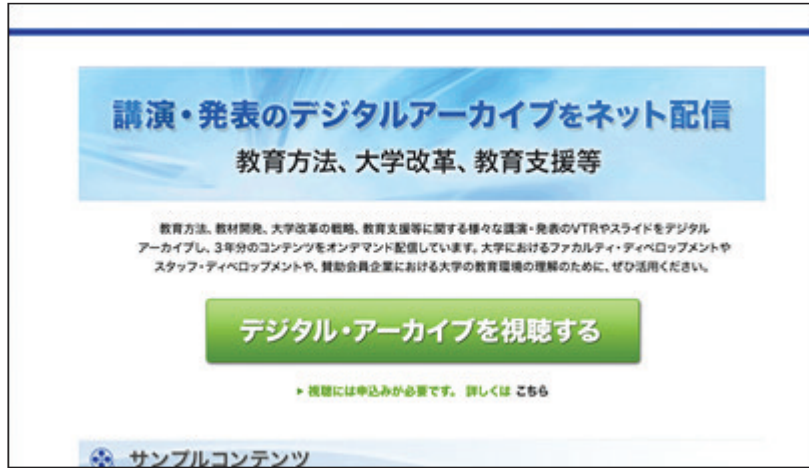 講演・発表のデジタルアーカイブをネット配信
教育方法、大学改革、教育支援等
教育方法、教材開発、大学改革の戦略、教育支援等に関する様々な講演・発表のVTRやスライドをデジタル
アーカイブし、3年分のコンテンツをオンデマンド配信しています。大学におけるファカルティ・ディベロップメントや
スタッフ・ディベロップメントや、賛助会員企業における大学の教育環境の理解のために、ぜひ活用ください。
デジタル・アーカイブを視聴する
視聴には申込みが必要です。 詳しくは こちら
サンプルコンテンツ